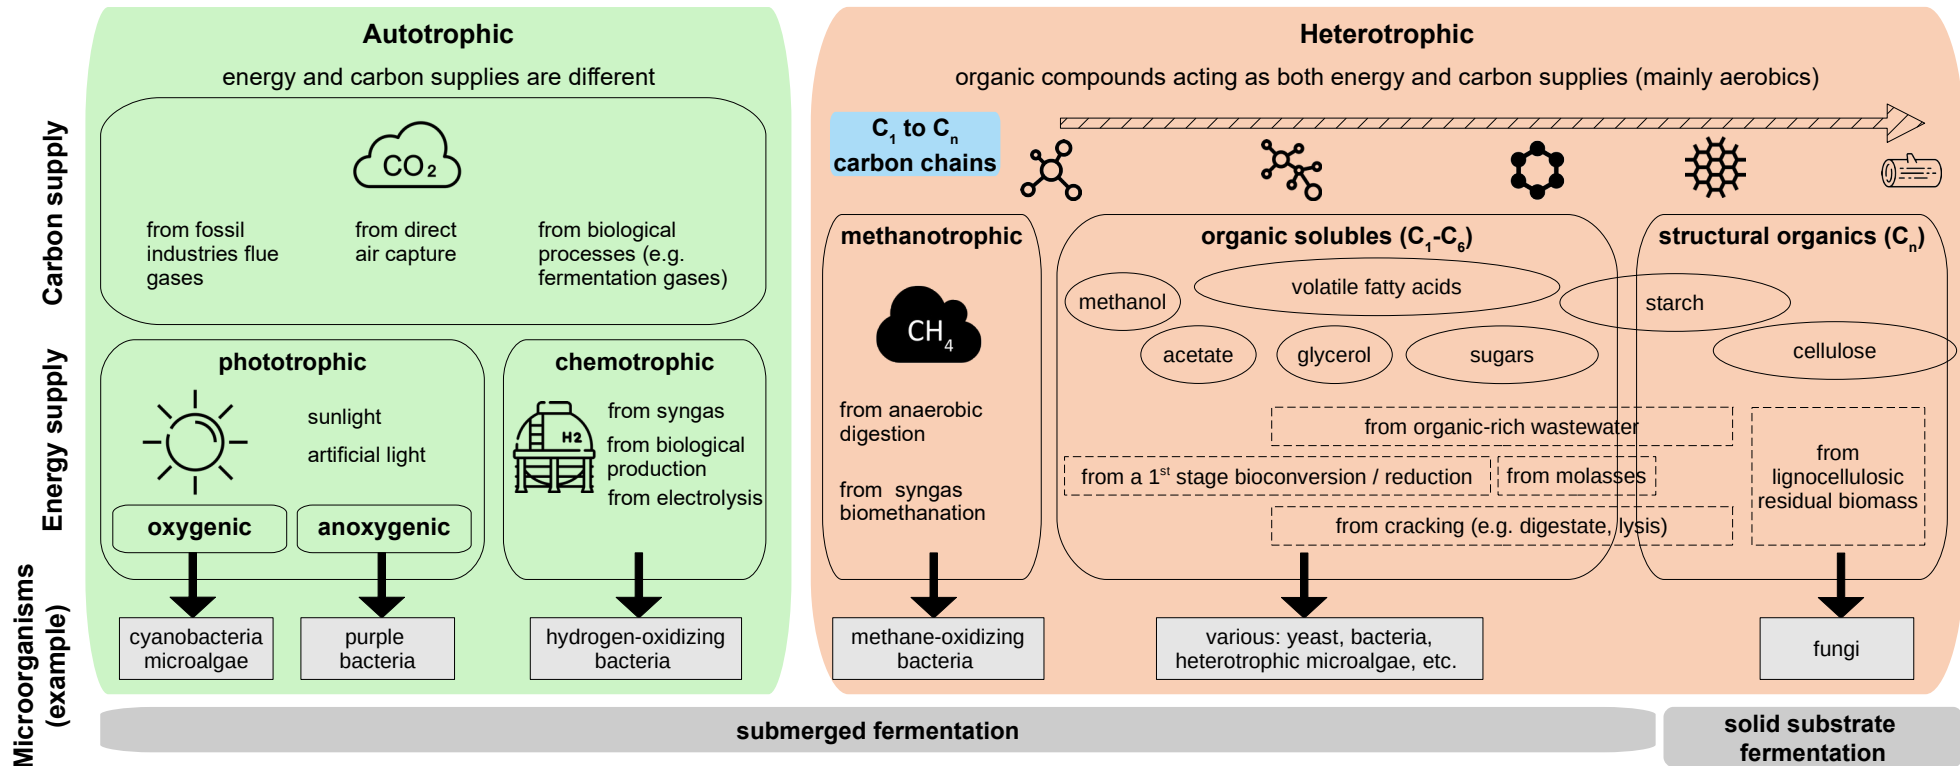 Autotrophic
energy and carbon supplies are different
Carbon supply
CO₂
from fossil
industries flue
gases
from direct
air capture
from biological
processes (e.g.
fermentation gases)
Energy supply
phototrophic
sunlight
artificial light
oxygenic
anoxygenic
chemotrophic
H2
from syngas
from biological
production
from electrolysis
Microorganisms
(example)
cyanobacteria
microalgae
purple
bacteria
hydrogen-oxidizing
bacteria
Heterotrophic
organic compounds acting as both energy and carbon supplies (mainly aerobics)
C₁ to Cₙ
carbon chains
methanotrophic
CH₄
from anaerobic
digestion
from syngas
biomethanation
organic solubles (C₁-C₆)
methanol
volatile fatty acids
acetate
glycerol
sugars
structural organics (Cₙ)
starch
cellulose
from organic-rich wastewater
from a 1ˢᵗ stage bioconversion / reduction
from molasses
from cracking (e.g. digestate, lysis)
from
lignocellulosic
residual biomass
methane-oxidizing
bacteria
various: yeast, bacteria,
heterotrophic microalgae, etc.
fungi
submerged fermentation
solid substrate
fermentation